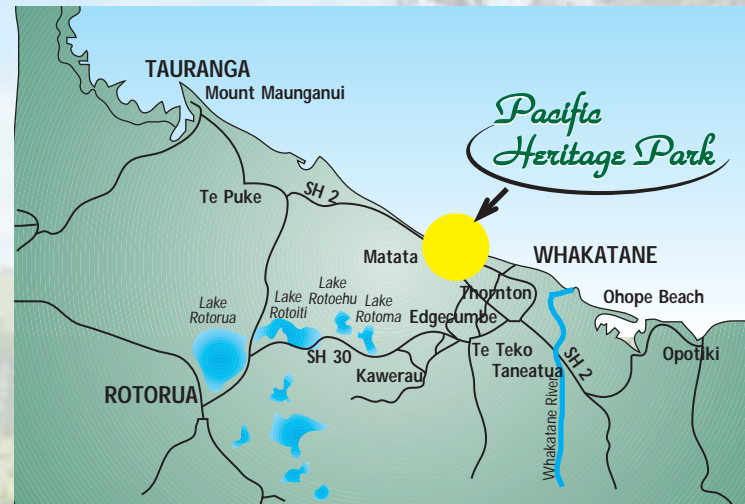 TAURANGA
Mount Maunganui
Pacific
Heritage Park
Te Puke
SH 2
Matata
WHAKATANE
Thornton
Ohope Beach
Lake
Rotorua
Lake
Rotoiti
Lake
Rotoehu
Lake
Rotoma
Edgecumbe
SH 30
Te Teko
SH 2
Opotiki
Kawerau
Taneatua
ROTORUA
Whakatane River